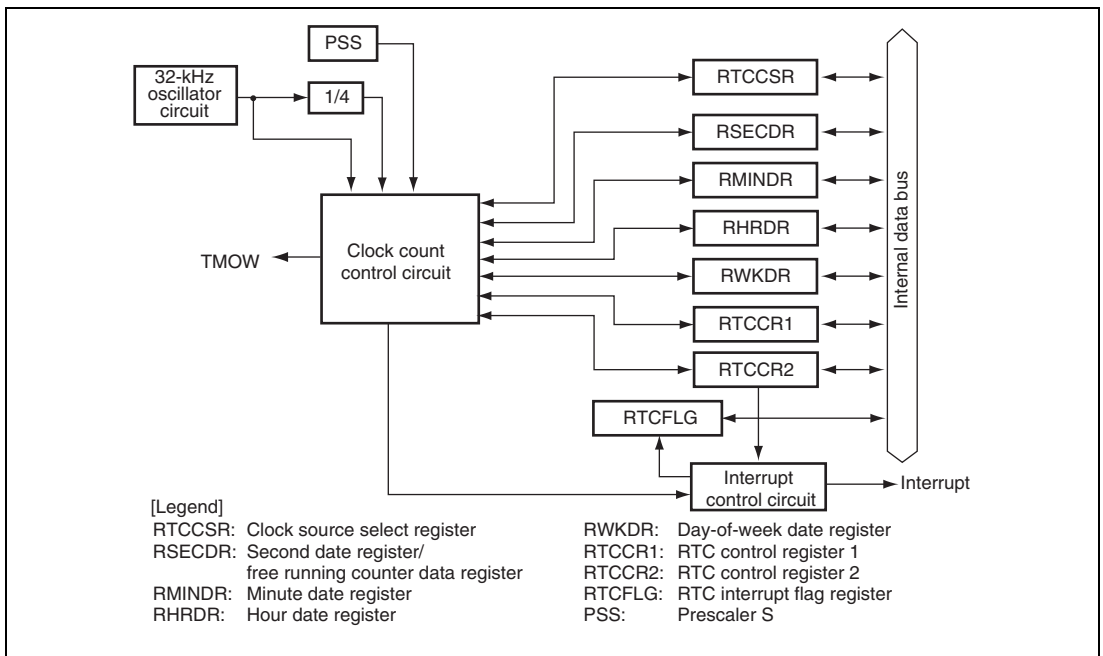 PSS
32-kHz
oscillator
circuit
1/4
RTCCSR
RSECDR
RMINDR
RHRDR
RWKDR
RTCCR1
RTCCR2
RTCFLG
Clock count
control circuit
TMOW
Internal data bus
Interrupt
control circuit
Interrupt
[Legend]
RTCCSR: Clock source select register
RSECDR: Second date register/
free running counter data register
RMINDR: Minute date register
RHRDR: Hour date register
RWKDR: Day-of-week date register
RTCCR1: RTC control register 1
RTCCR2: RTC control register 2
RTCFLG: RTC interrupt flag register
PSS: Prescaler S